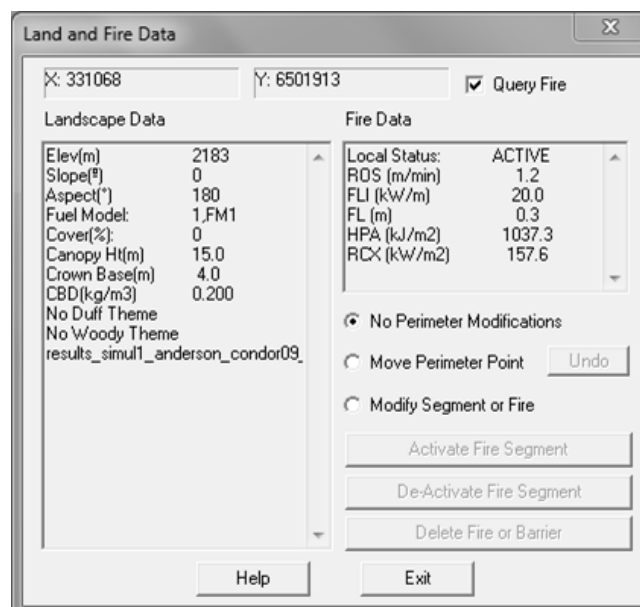 Land and Fire Data
X: 331068 Y: 6501913 Query Fire
Landscape Data
Elev(m) 2183
Slope(º) 0
Aspect(°) 180
Fuel Model: 1,FM1
Cover(%): 0
Canopy Ht(m) 15.0
Crown Base(m) 4.0
CBD(kg/m3) 0.200
No Duff Theme
No Woody Theme
results_simul1_anderson_condor09_
Fire Data
Local Status: ACTIVE
ROS (m/min) 1.2
FLI (kW/m) 20.0
FL (m) 0.3
HPA (kJ/m2) 1037.3
RCX (kW/m2) 157.6
No Perimeter Modifications
Move Perimeter Point Undo
Modify Segment or Fire
Activate Fire Segment
De-Activate Fire Segment
Delete Fire or Barrier
Help Exit